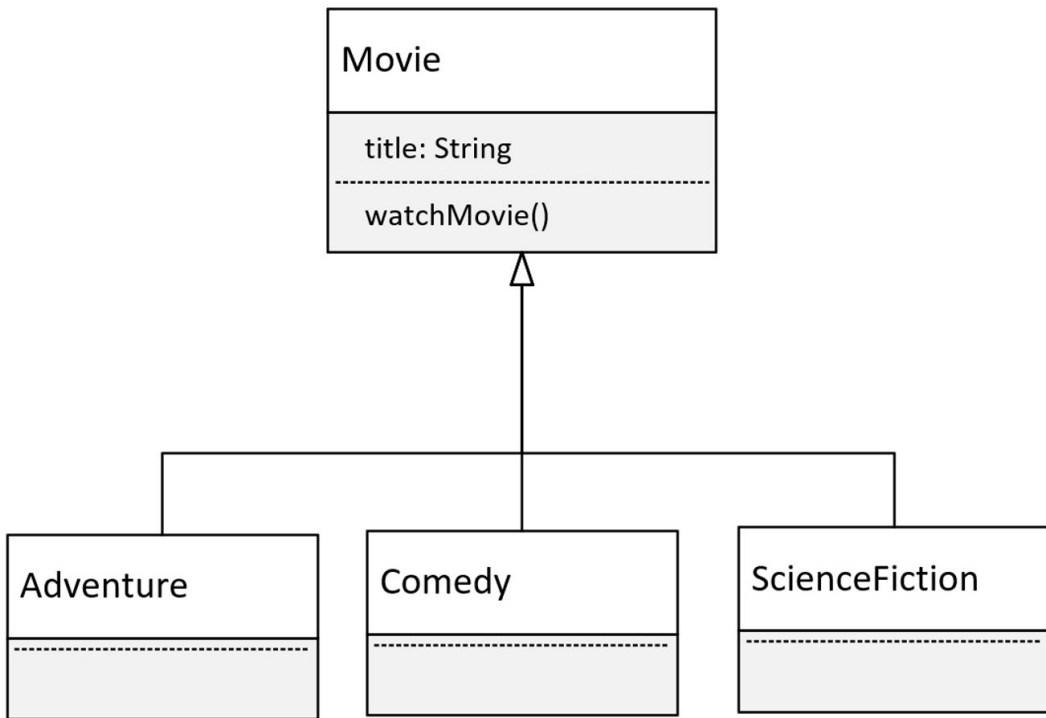 Movie
title: String
watchMovie()
Adventure
Comedy
ScienceFiction